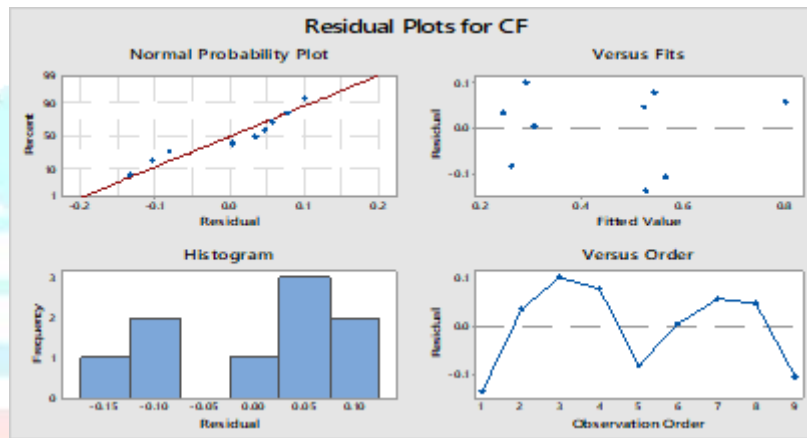 Residual Plots for CF
Normal Probability Plot
99
90
50
10
1
Percent
-0.2 -0.1 0.0 0.1 0.2
Residual
Versus Fits
0.1
0.0
-0.1
Residual
0.2 0.4 0.6 0.8
Fitted Value
Histogram
3
2
1
0
Frequency
-0.15 -0.10 -0.05 0.00 0.05 0.10
Residual
Versus Order
0.1
0.0
-0.1
Residual
1 2 3 4 5 6 7 8 9
Observation Order